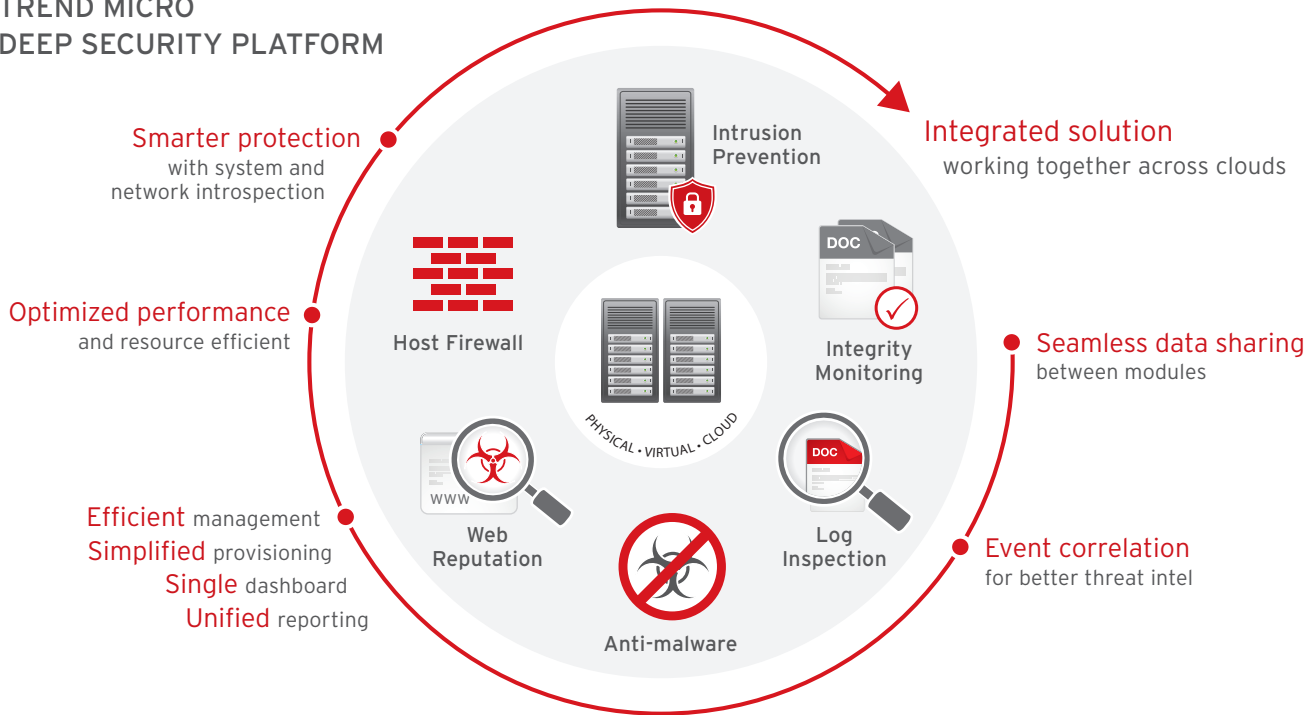 TREND MICRO
DEEP SECURITY PLATFORM
Smarter protection
with system and
network introspection
Optimized performance
and resource efficient
Efficient management
Simplified provisioning
Single dashboard
Unified reporting
Intrusion
Prevention
Host Firewall
DOC
Integrity
Monitoring
PHYSICAL • VIRTUAL • CLOUD
WWW
Web
Reputation
DOC
Log
Inspection
Anti-malware
Integrated solution
working together across clouds
Seamless data sharing
between modules
Event correlation
for better threat intel